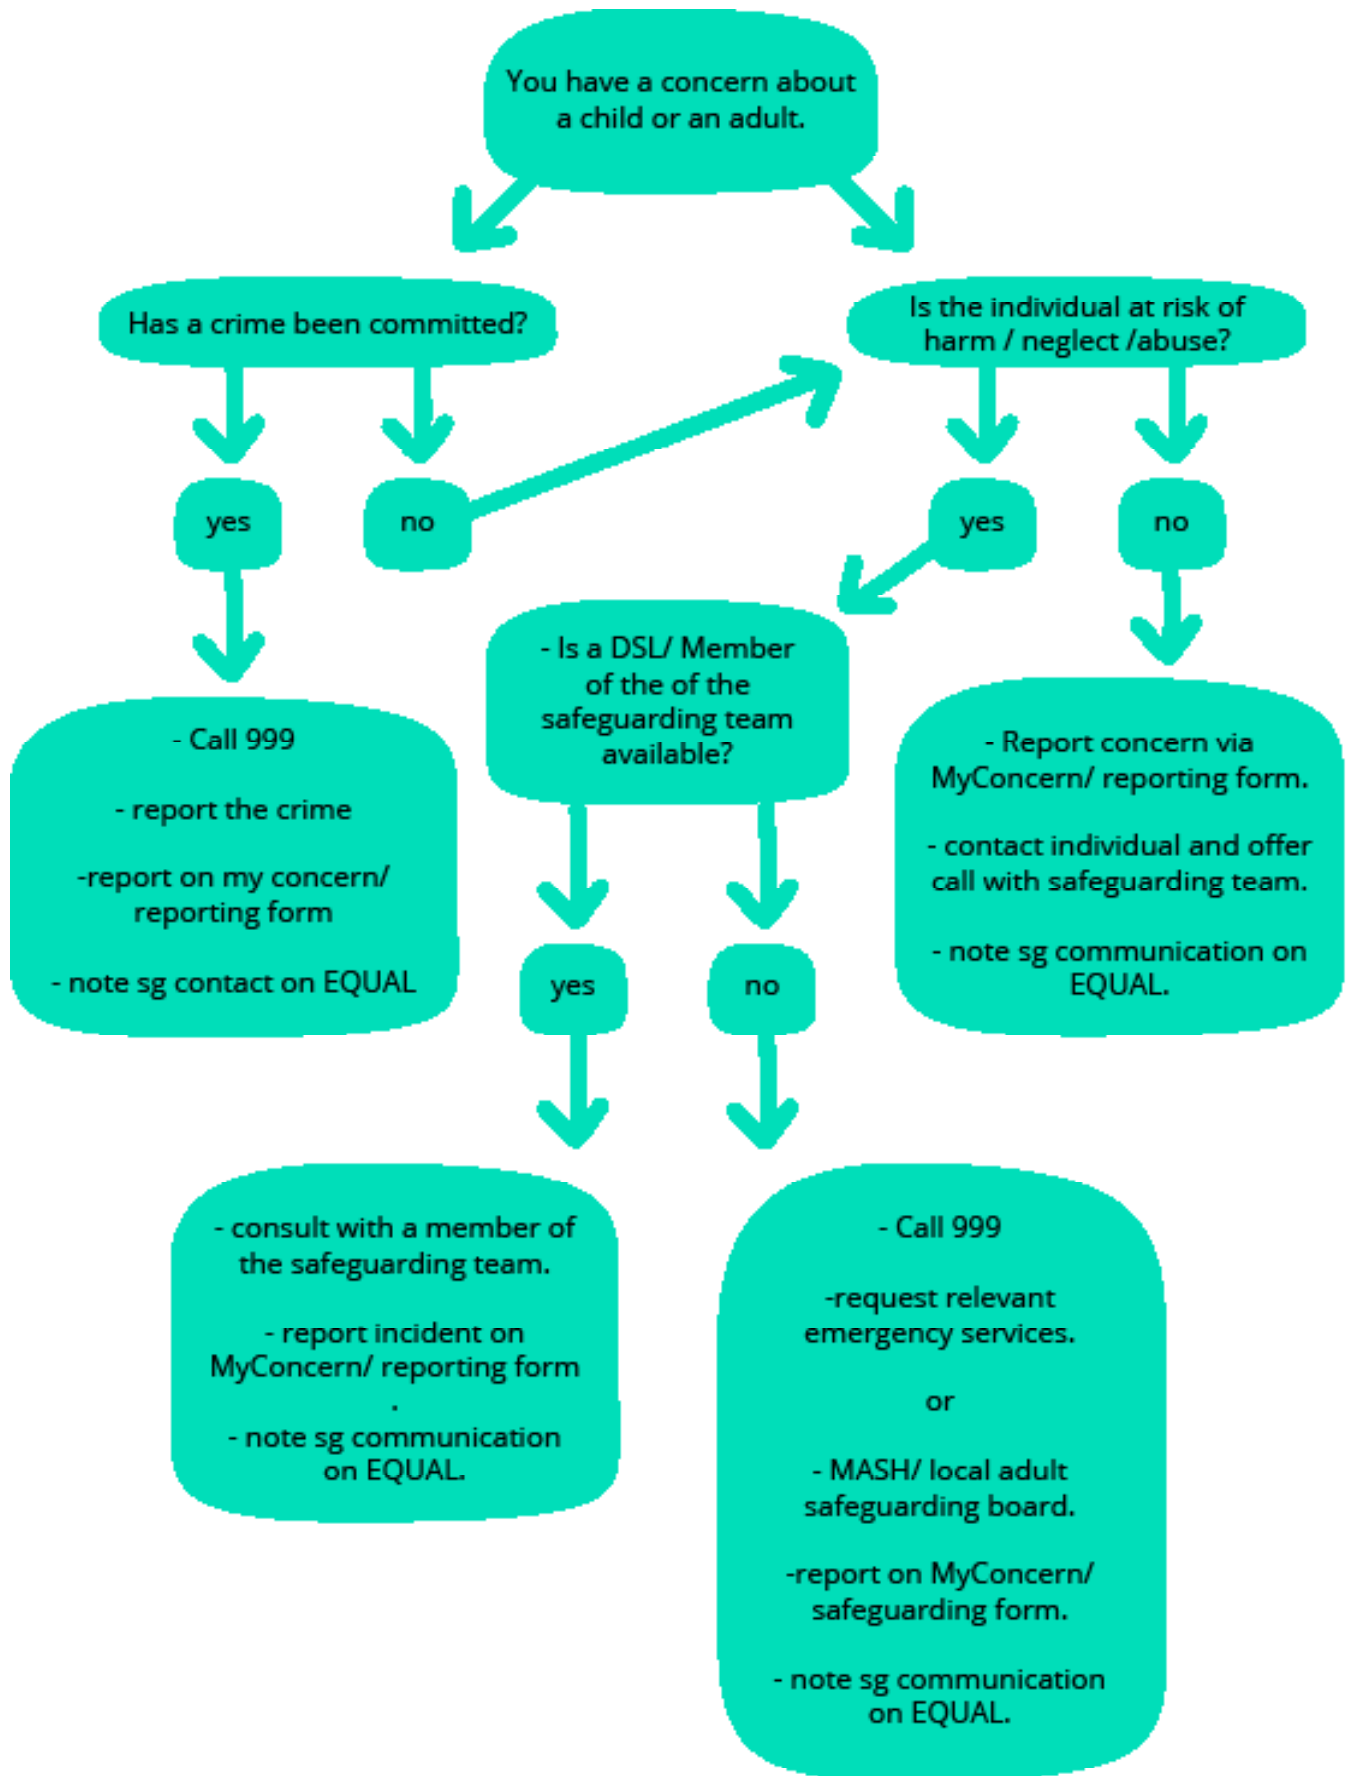 You have a concern about
a child or an adult.
Has a crime been committed?
Is the individual at risk of
harm / neglect /abuse?
yes
no
yes
no
- Call 999
- report the crime
-report on my concern/
reporting form
- note sg contact on EQUAL
- Is a DSL/ Member
of the of the
safeguarding team
available?
- Report concern via
MyConcern/ reporting form.
- contact individual and offer
call with safeguarding team.
- note sg communication on
EQUAL.
yes
no
- consult with a member of
the safeguarding team.
- report incident on
MyConcern/ reporting form
.
- note sg communication
on EQUAL.
- Call 999
-request relevant
emergency services.
or
- MASH/ local adult
safeguarding board.
-report on MyConcern/
safeguarding form.
- note sg communication
on EQUAL.